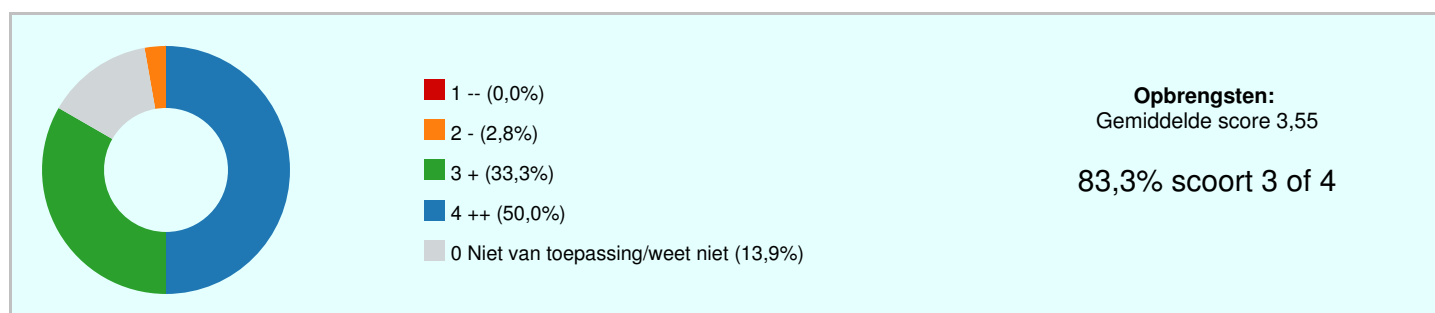 1 -- (0,0%)
2 - (2,8%)
3 + (33,3%)
4 ++ (50,0%)
0 Niet van toepassing/weet niet (13,9%)
Opbrengsten:
Gemiddelde score 3,55
83,3% scoort 3 of 4